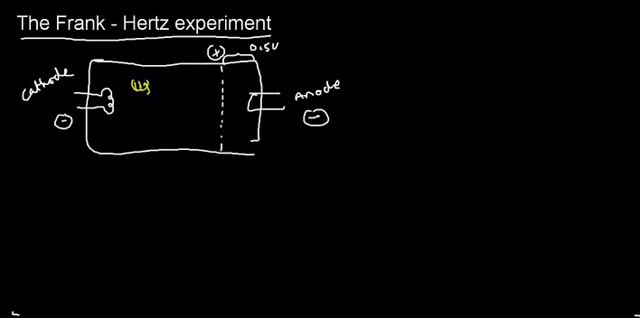 The Frank - Hertz experiment
(+) 0.5V
Cathode
Anode
(-)
(-)